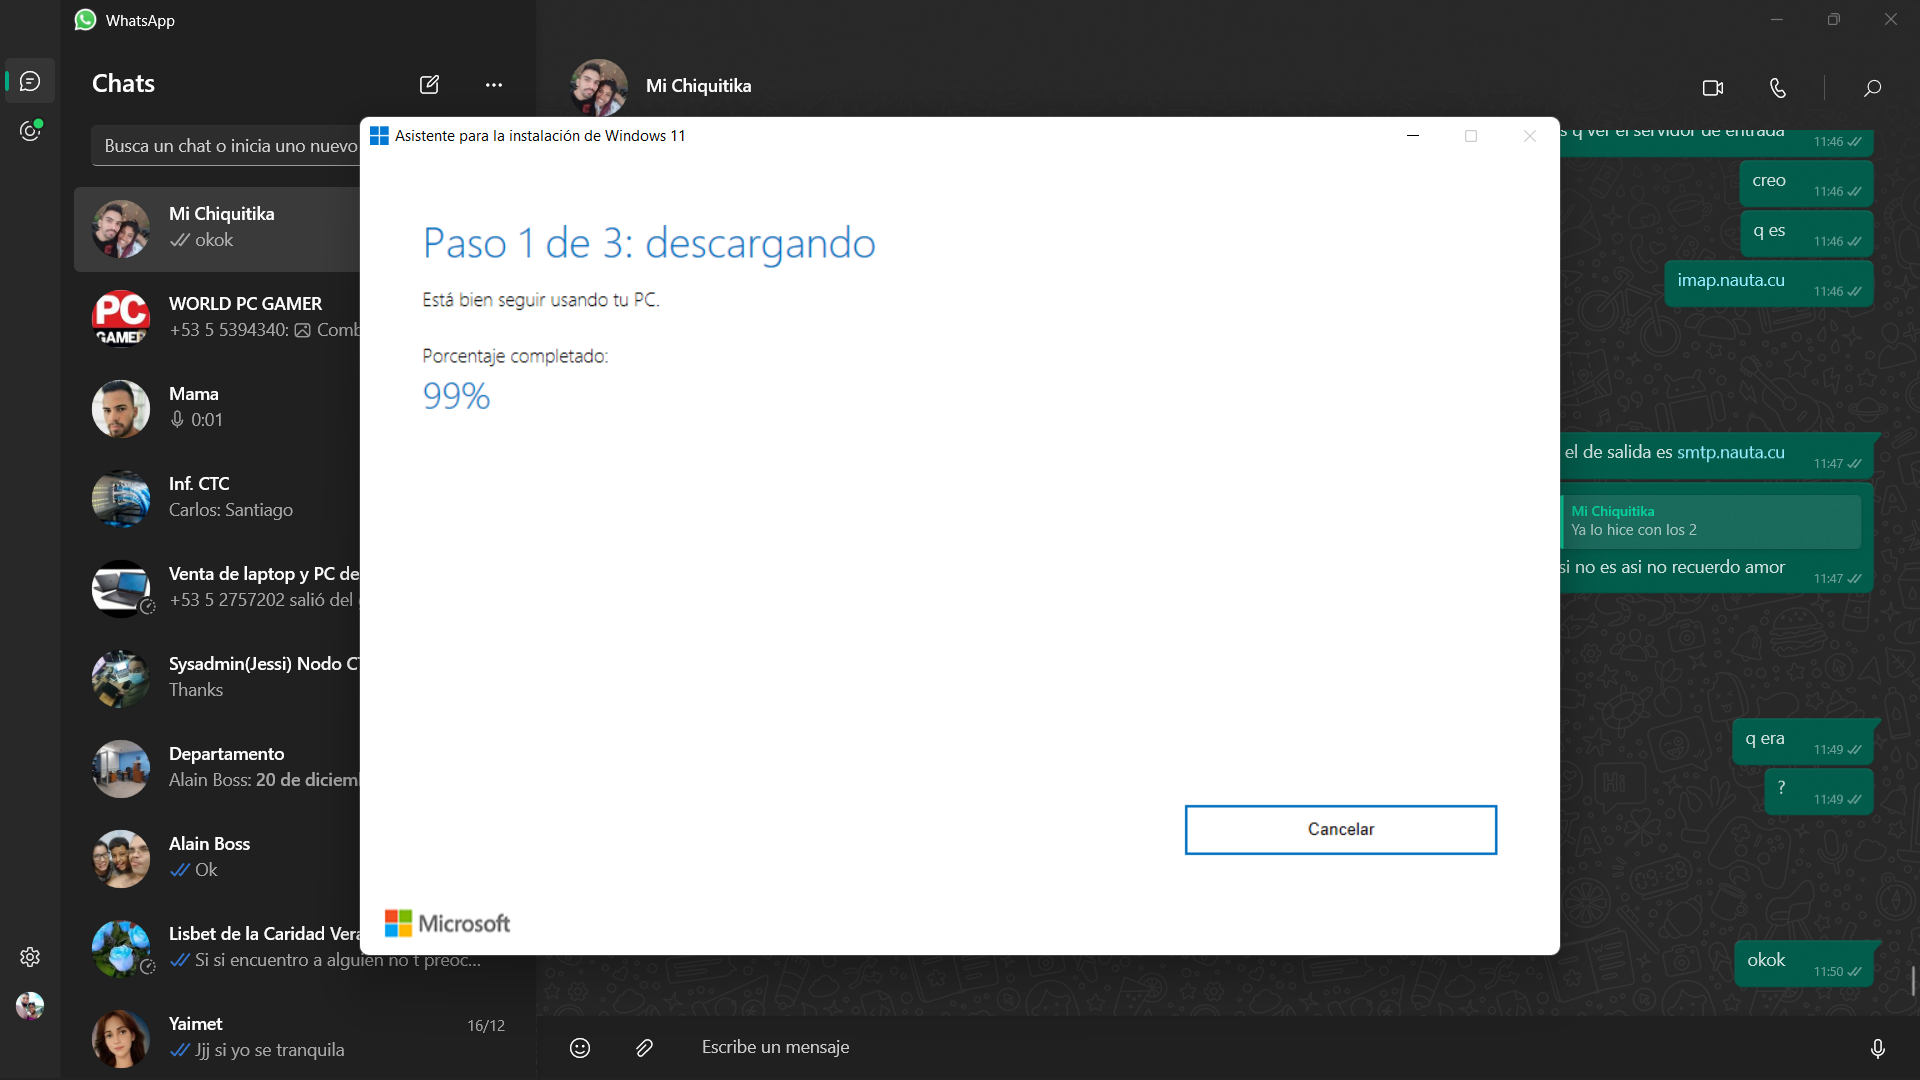 WhatsApp
Chats
Busca un chat o inicia uno nuevo
Mi Chiquitika
okok
WORLD PC GAMER
+53 5 5394340: Comb
PC
GAMER
Mama
0:01
Inf. CTC
Carlos: Santiago
Venta de laptop y PC de
+53 5 2757202 salió del
Sysadmin(Jessi) Nodo CT
Thanks
Departamento
Alain Boss: 20 de diciem
Alain Boss
Ok
Lisbet de la Caridad Vera
Si si encuentro a alguien no t preoc...
Yaimet
16/12
Jjj si yo se tranquila
Mi Chiquitika
Asistente para la instalación de Windows 11
Paso 1 de 3: descargando
Está bien seguir usando tu PC.
Porcentaje completado:
99%
Cancelar
Microsoft
s q ver el servidor de entrada
11:46
creo
11:46
q es
11:46
imap.nauta.cu
11:46
el de salida es smtp.nauta.cu
11:47
Mi Chiquitika
Ya lo hice con los 2
si no es asi no recuerdo amor
11:47
q era
11:49
?
11:49
okok
11:50
Escribe un mensaje